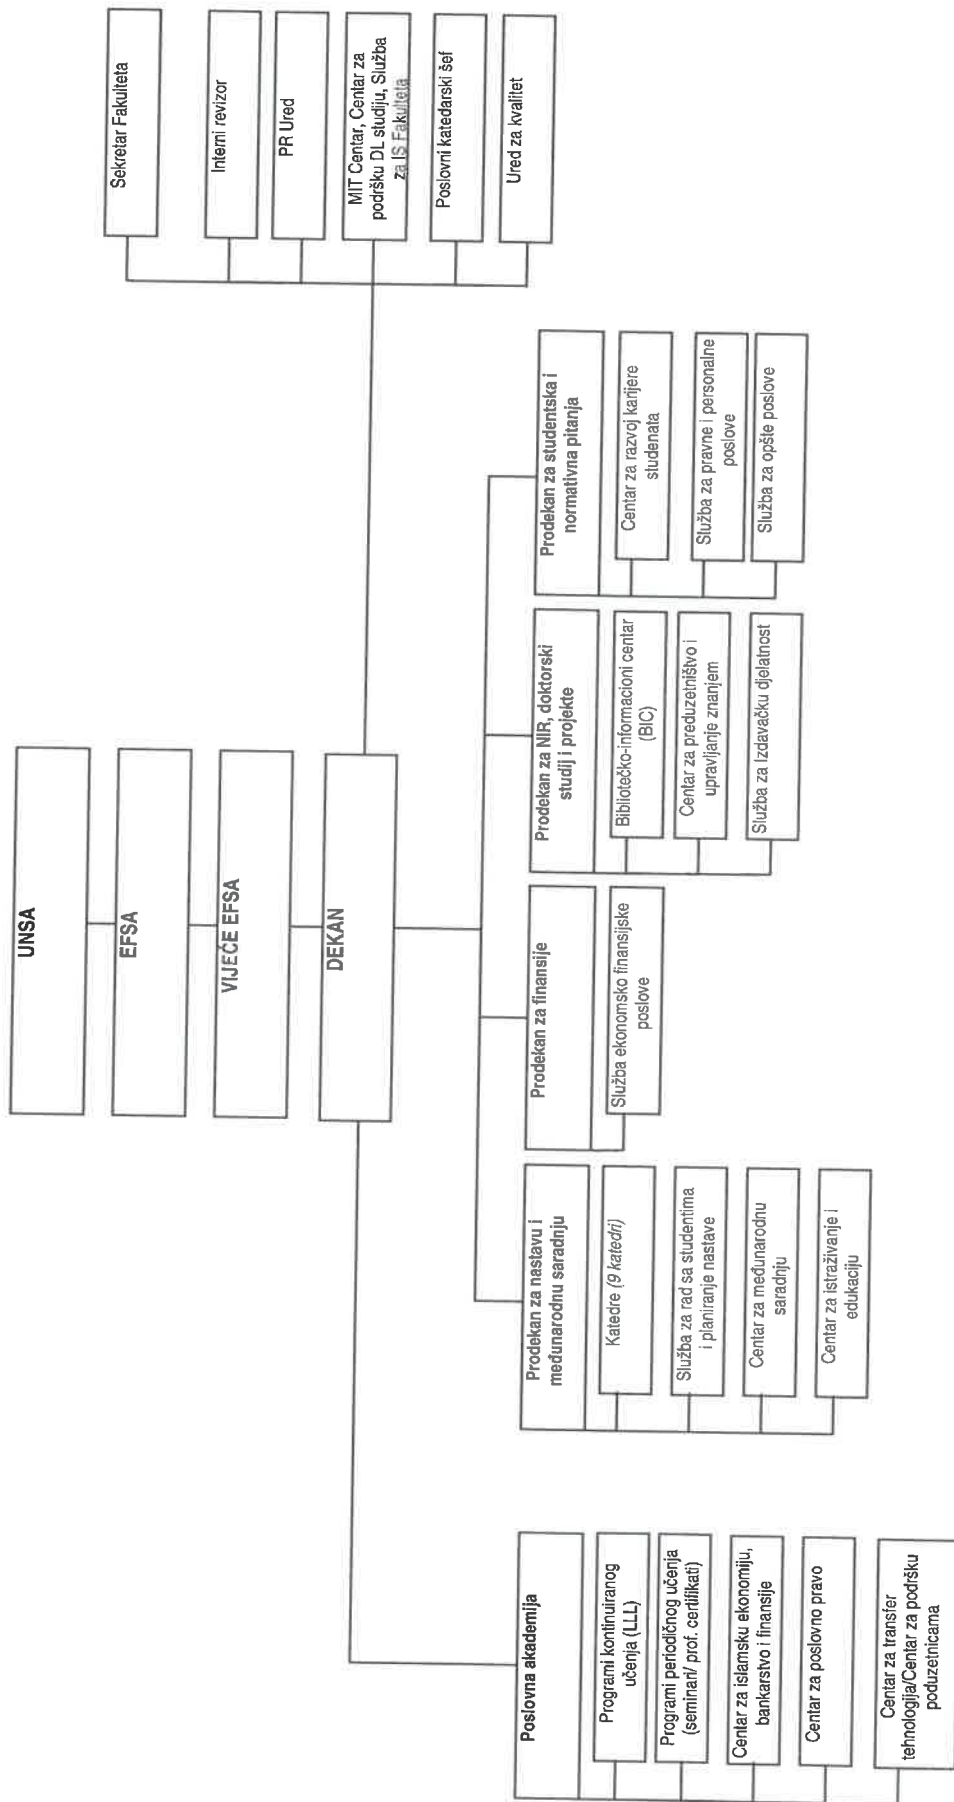 UNSA
EFSA
VIJEĆE EFSA
DEKAN
Sekretar Fakulteta
Interni revizor
PR Ured
MIT Centar, Centar za
podršku DL studiju, Služba
za IS Fakulteta
Poslovni katedarski šef
Ured za kvalitet
Poslovna akademija
Programi kontinuiranog
učenja (LLL)
Programi periodičnog učenja
(seminari/ prof. certifikati)
Centar za islamsku ekonomiju,
bankarstvo i finansije
Centar za poslovno pravo
Centar za transfer
tehnologija/Centar za podršku
poduzetnicama
Prodekan za nastavu i
međunarodnu saradnju
Katedre (9 katedri)
Služba za rad sa studentima
i planiranje nastave
Centar za međunarodnu
saradnju
Centar za istraživanje i
edukaciju
Prodekan za finansije
Služba ekonomsko finansijske
poslove
Prodekan za NIR, doktorski
studij i projekte
Bibliotečko-informacioni centar
(BIC)
Centar za preduzetništvo i
upravljanje znanjem
Služba za Izdavačku djelatnost
Prodekan za studentska i
normativna pitanja
Centar za razvoj karijere
studenata
Služba za pravne i personalne
poslove
Služba za opšte poslove